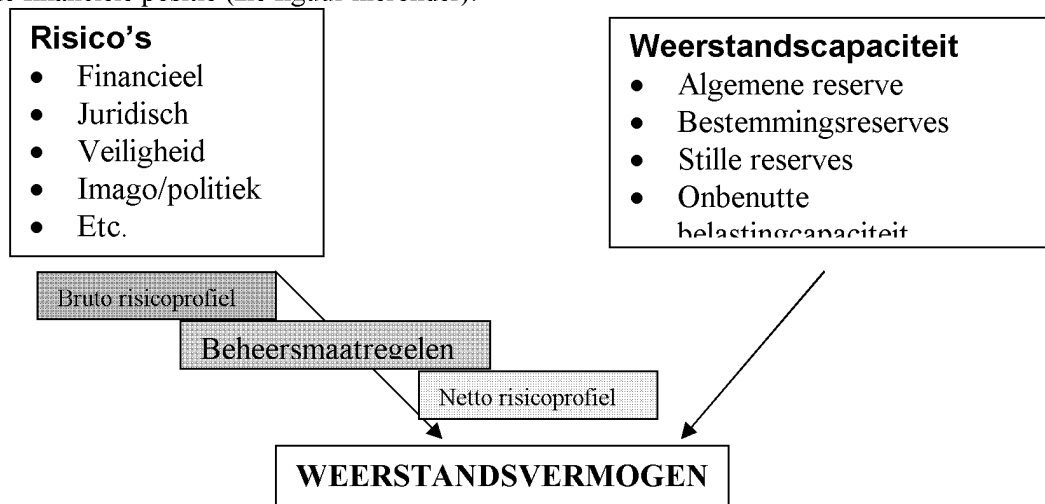 Risico's
• Financieel
• Juridisch
• Veiligheid
• Imago/politiek
• Etc.
Weerstandscapaciteit
• Algemene reserve
• Bestemmingsreserves
• Stille reserves
• Onbenutte
belastingcapaciteit
Bruto risicoprofiel
Beheersmaatregelen
Netto risicoprofiel
WEERSTANDSVERMOGEN